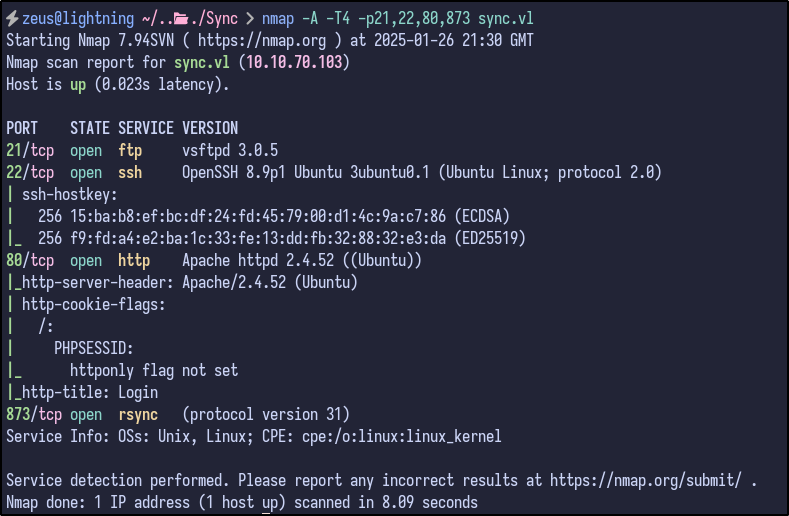 zeus@lightning ~/.././Sync > nmap -A -T4 -p21,22,80,873 sync.vl
Starting Nmap 7.94SVN ( https://nmap.org ) at 2025-01-26 21:30 GMT
Nmap scan report for sync.vl (10.10.70.103)
Host is up (0.023s latency).
PORT    STATE SERVICE VERSION
21/tcp  open  ftp     vsftpd 3.0.5
22/tcp  open  ssh     OpenSSH 8.9p1 Ubuntu 3ubuntu0.1 (Ubuntu Linux; protocol 2.0)
| ssh-hostkey:
|   256 15:ba:b8:ef:bc:df:24:fd:45:79:00:d1:4c:9a:c7:86 (ECDSA)
|_  256 f9:fd:a4:e2:ba:1c:33:fe:13:dd:fb:32:88:32:e3:da (ED25519)
80/tcp  open  http    Apache httpd 2.4.52 ((Ubuntu))
|_http-server-header: Apache/2.4.52 (Ubuntu)
| http-cookie-flags:
|   /:
|     PHPSESSID:
|_      httponly flag not set
|_http-title: Login
873/tcp open  rsync   (protocol version 31)
Service Info: OSs: Unix, Linux; CPE: cpe:/o:linux:linux_kernel
Service detection performed. Please report any incorrect results at https://nmap.org/submit/ .
Nmap done: 1 IP address (1 host up) scanned in 8.09 seconds